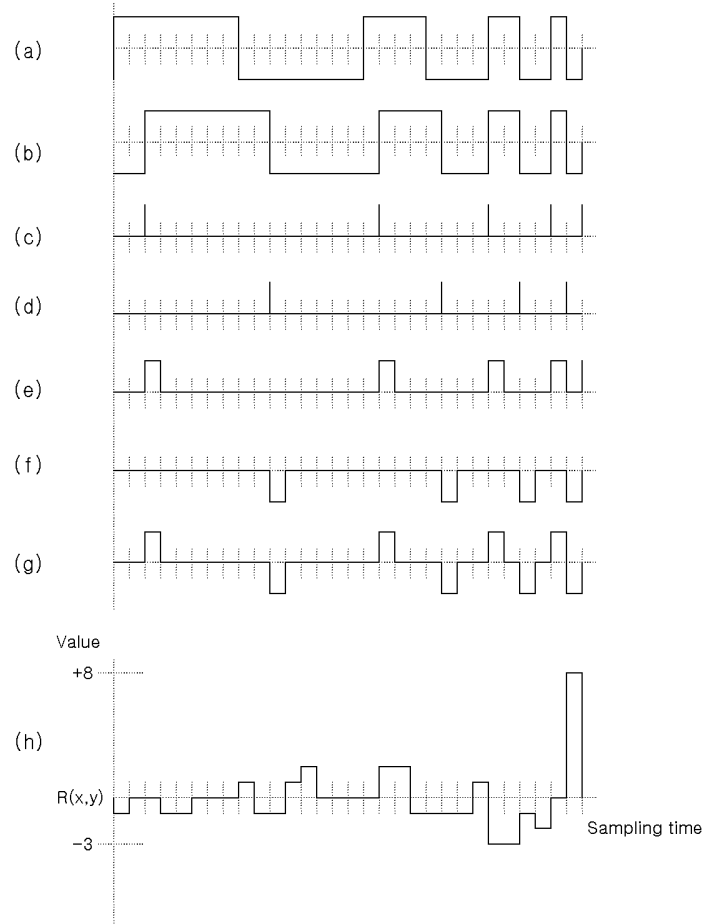 (a)
(b)
(c)
(d)
(e)
(f)
(g)
Value
+8
(h)
R(x,y)
Sampling time
-3